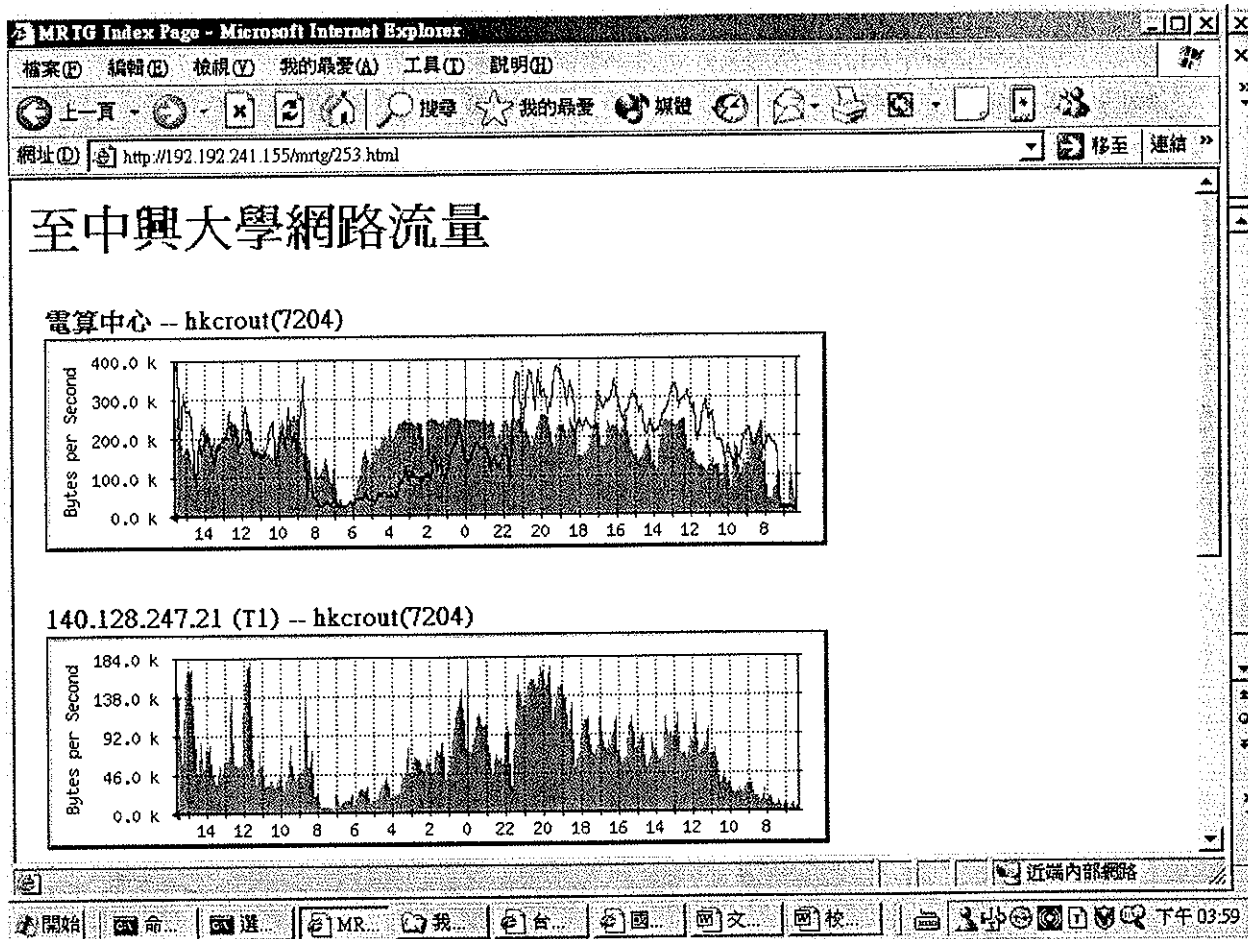 MRTG Index Page - Microsoft Internet Explorer
檔案(F) 編輯(E) 檢視(V) 我的最愛(A) 工具(T) 說明(H)
上一頁 搜尋 我的最愛 媒體
網址(D) http://192.192.241.155/mrtg/253.html 移至 連結 »
至中興大學網路流量
電算中心 -- hkcrout(7204)
Bytes per Second
400.0 k
300.0 k
200.0 k
100.0 k
0.0 k
14 12 10 8 6 4 2 0 22 20 18 16 14 12 10 8
140.128.247.21 (T1) -- hkcrout(7204)
Bytes per Second
184.0 k
138.0 k
92.0 k
46.0 k
0.0 k
14 12 10 8 6 4 2 0 22 20 18 16 14 12 10 8
近端內部網路
開始 命... 選... MR... 我... 台... 國... 文... 校... 下午 03:59